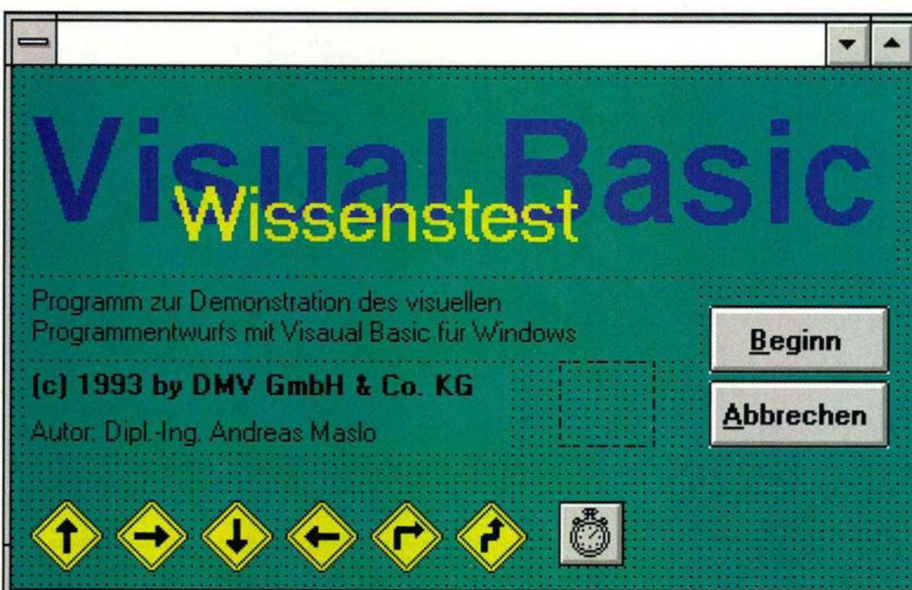 Visual Basic
Wissenstest
Programm zur Demonstration des visuellen
Programmentwurfs mit Visaual Basic für Windows
(c) 1993 by DMV GmbH & Co. KG
Autor: Dipl.-Ing. Andreas Maslo
Beginn
Abbrechen